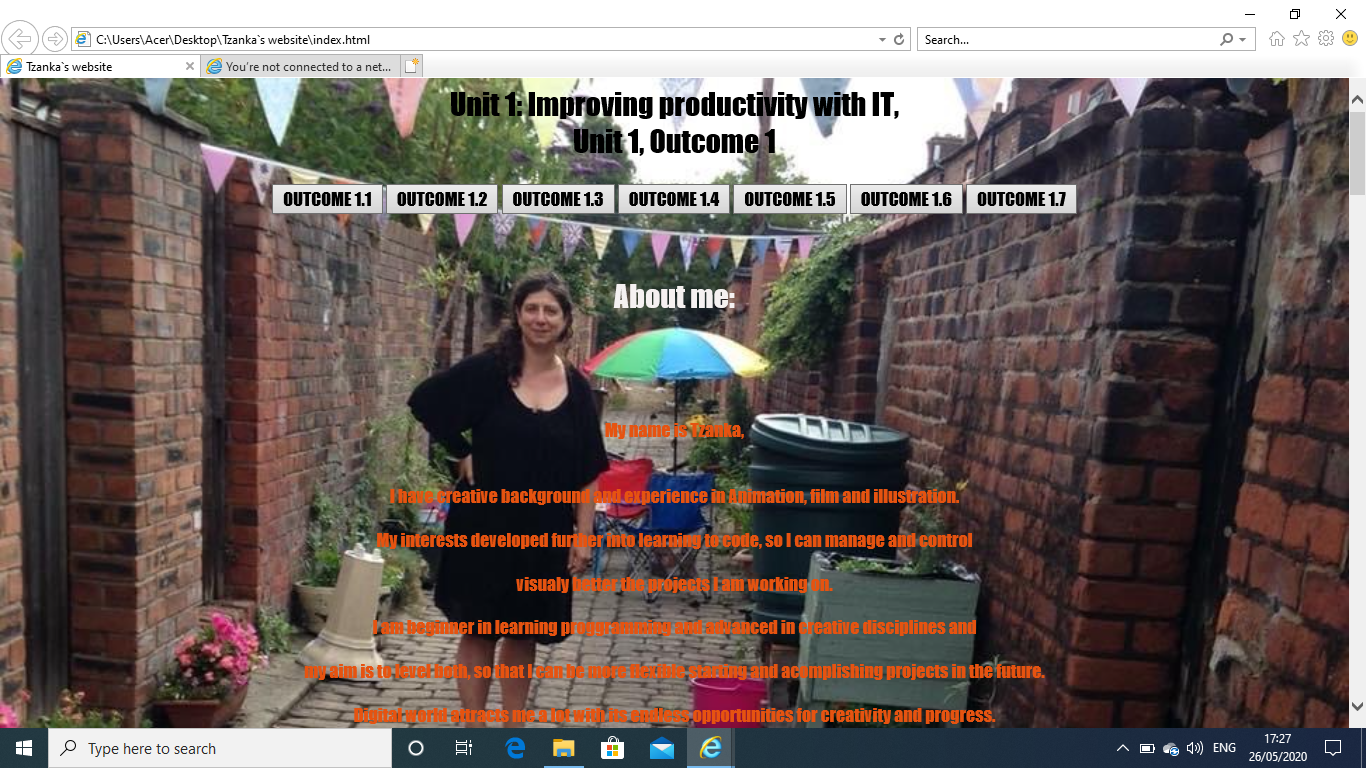 C:\Users\Acer\Desktop\Tzanka`s website\index.html
Search...
Tzanka`s website
You're not connected to a net...
Unit 1: Improving productivity with IT,
Unit 1, Outcome 1
OUTCOME 1.1 OUTCOME 1.2 OUTCOME 1.3 OUTCOME 1.4 OUTCOME 1.5 OUTCOME 1.6 OUTCOME 1.7
About me:
My name is Tzanka,
I have creative background and experience in Animation, film and illustration.
My interests developed further into learning to code, so I can manage and control
visualy better the projects I am working on.
I am beginner in learning proggramming and advanced in creative disciplines and
my aim is to level both, so that I can be more flexible starting and acomplishing projects in the future.
Digital world attracts me a lot with its endless opportunities for creativity and progress.
Type here to search
ENG
17:27
26/05/2020